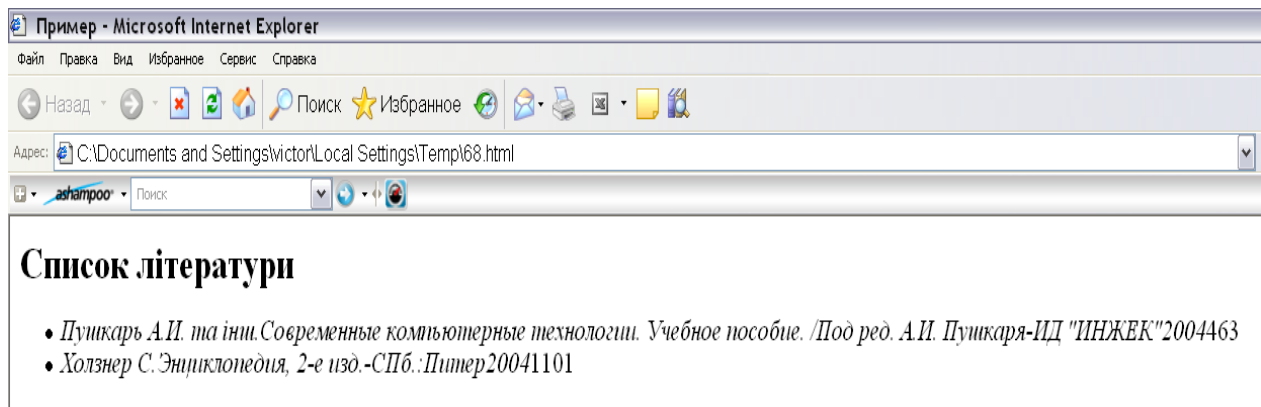 Пример - Microsoft Internet Explorer
Файл Правка Вид Избранное Сервис Справка
Назад Поиск Избранное
Адрес: C:\Documents and Settings\victor\Local Settings\Temp\68.html
ashampoo Поиск
Список літератури
• Пушкарь А.И. та інш.Современные компьютерные технологии. Учебное пособие. /Под ред. А.И. Пушкаря-ИД "ИНЖЕК"2004463
• Холзнер С.Энциклопедия, 2-е изд.-СПб.:Питер20041101